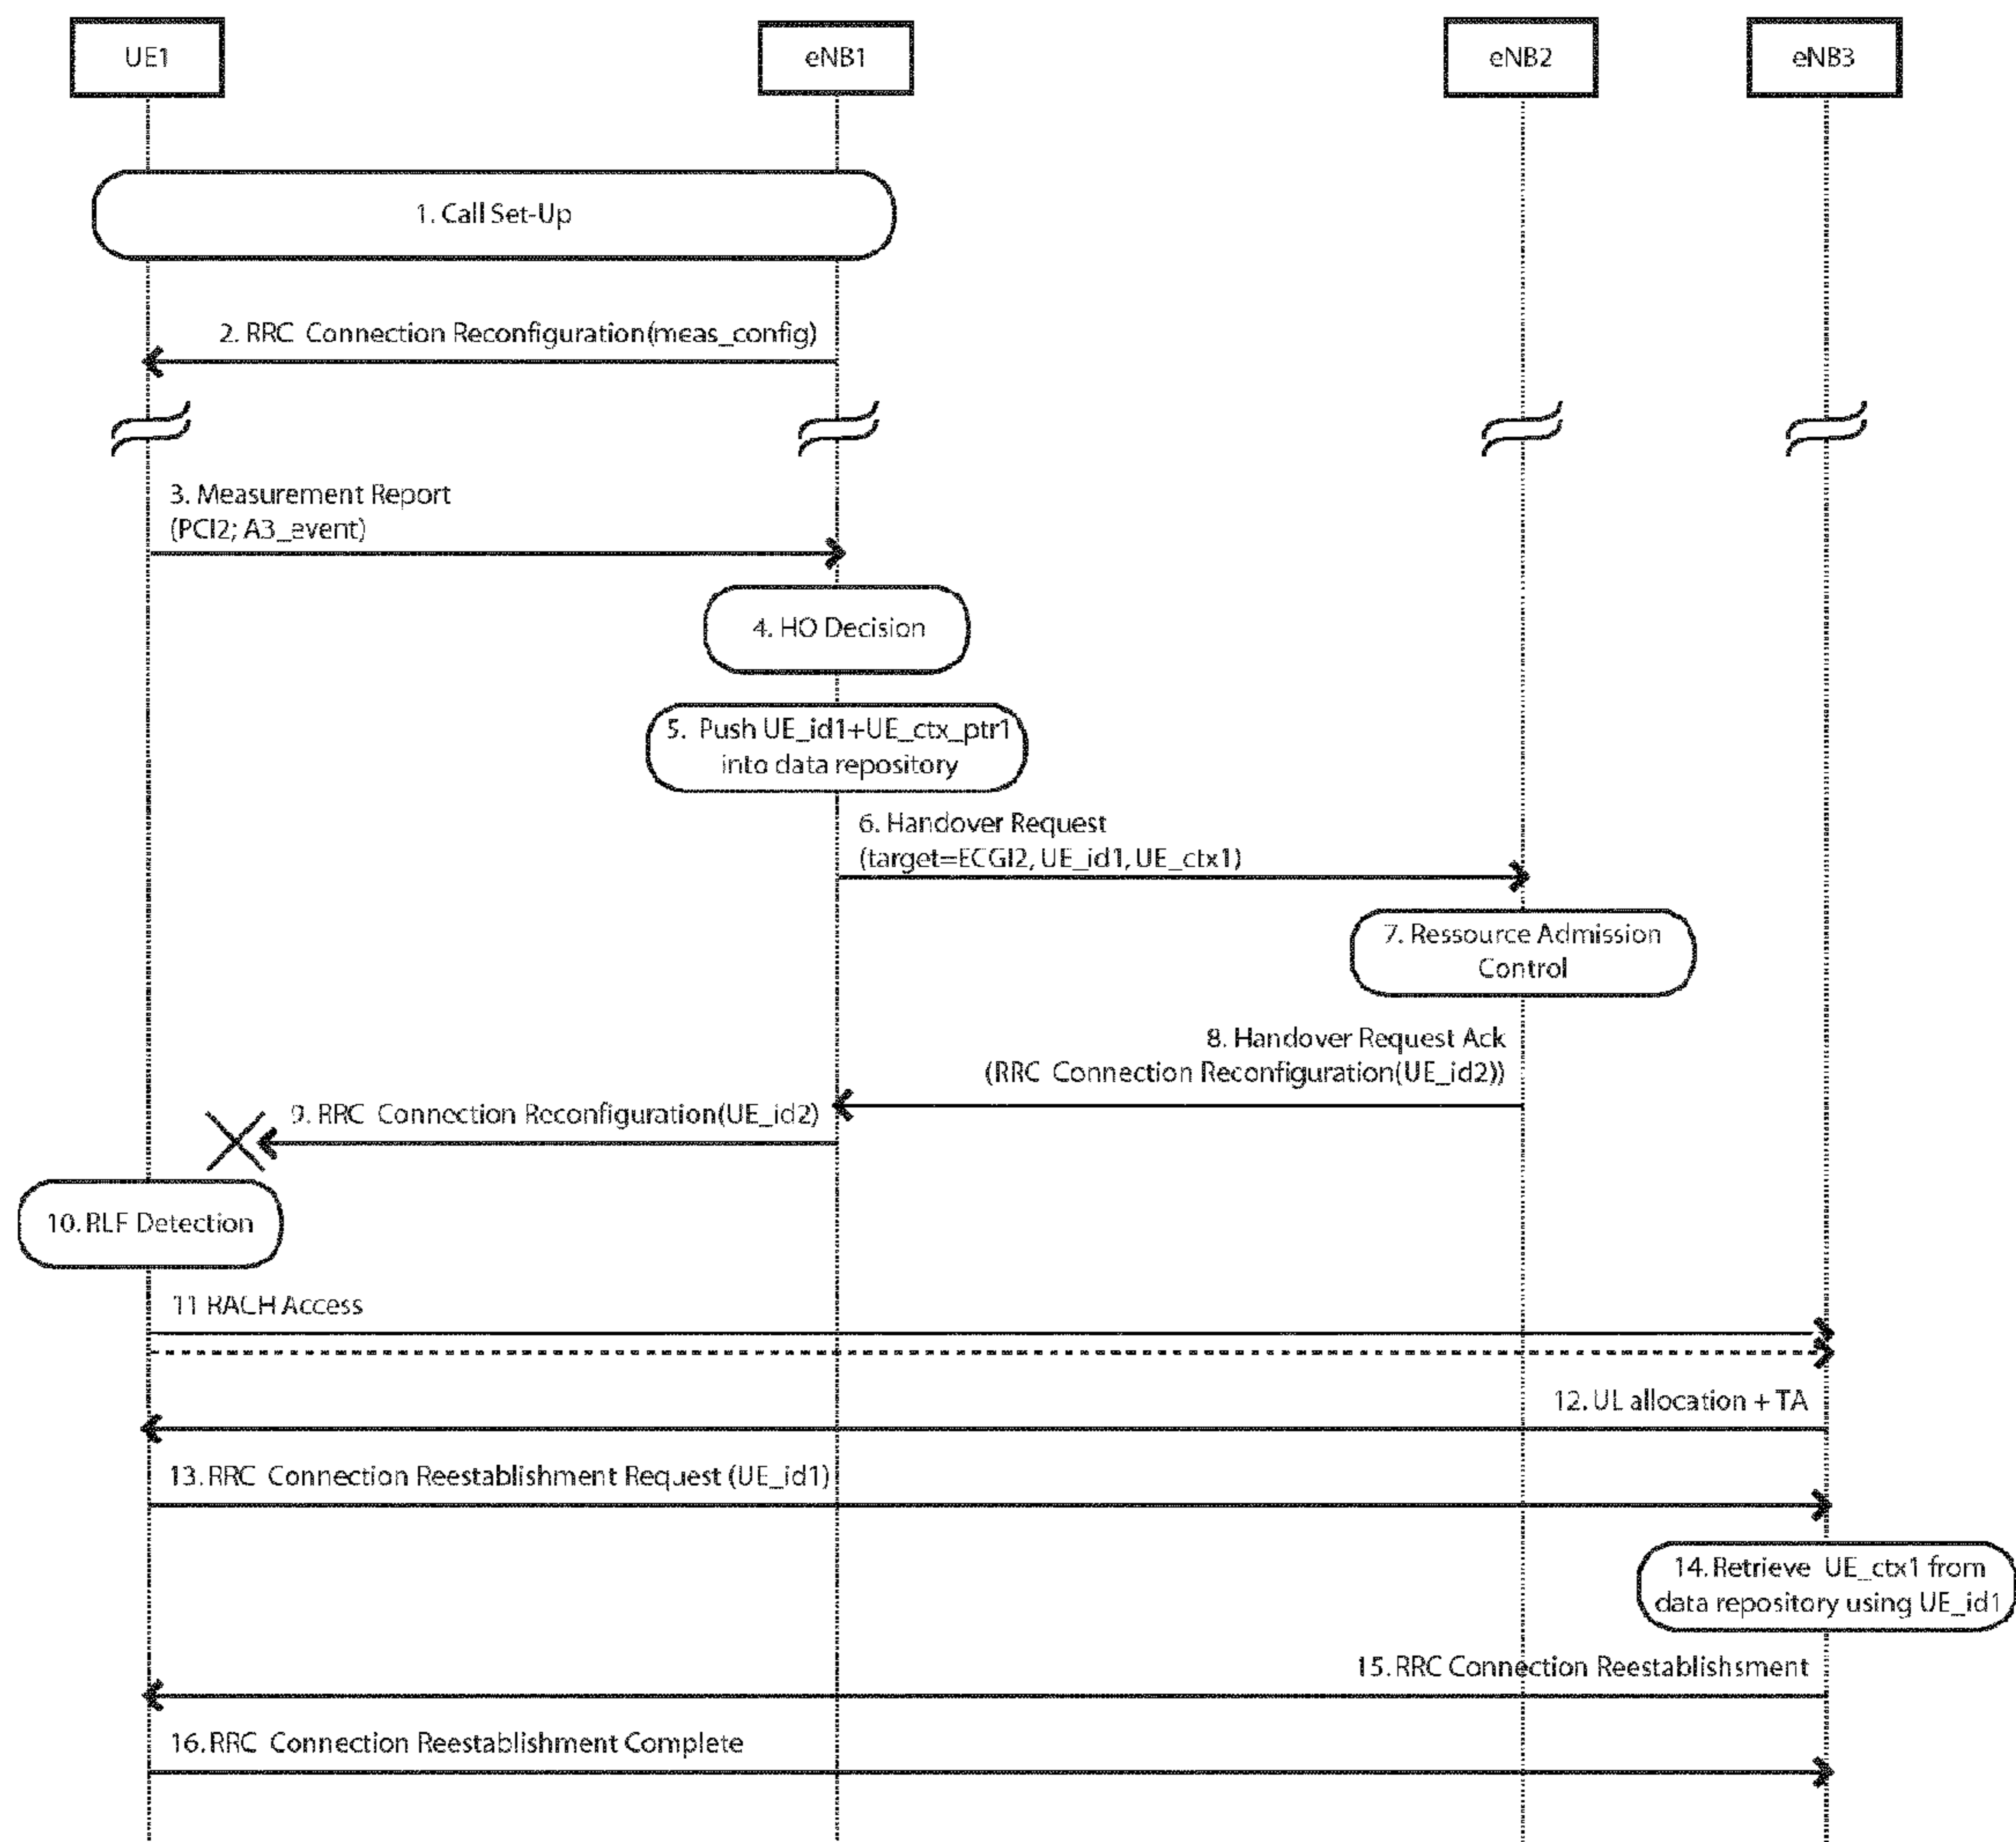 UE1
eNB1
eNB2
eNB3
1. Call Set-Up
2. RRC Connection Reconfiguration(meas_config)
3. Measurement Report
(PCI2; A3_event)
4. HO Decision
5. Push UE_id1+UE_ctx_ptr1
into data repository
6. Handover Request
(target=ECGI2, UE_id1, UE_ctx1)
7. Ressource Admission
Control
8. Handover Request Ack
(RRC Connection Reconfiguration(UE_id2))
9. RRC Connection Reconfiguration(UE_id2)
10. RLF Detection
11 RACH Access
12. UL allocation + TA
13. RRC Connection Reestablishment Request (UE_id1)
14. Retrieve UE_ctx1 from
data repository using UE_id1
15. RRC Connection Reestablishsment
16. RRC Connection Reestablishment Complete